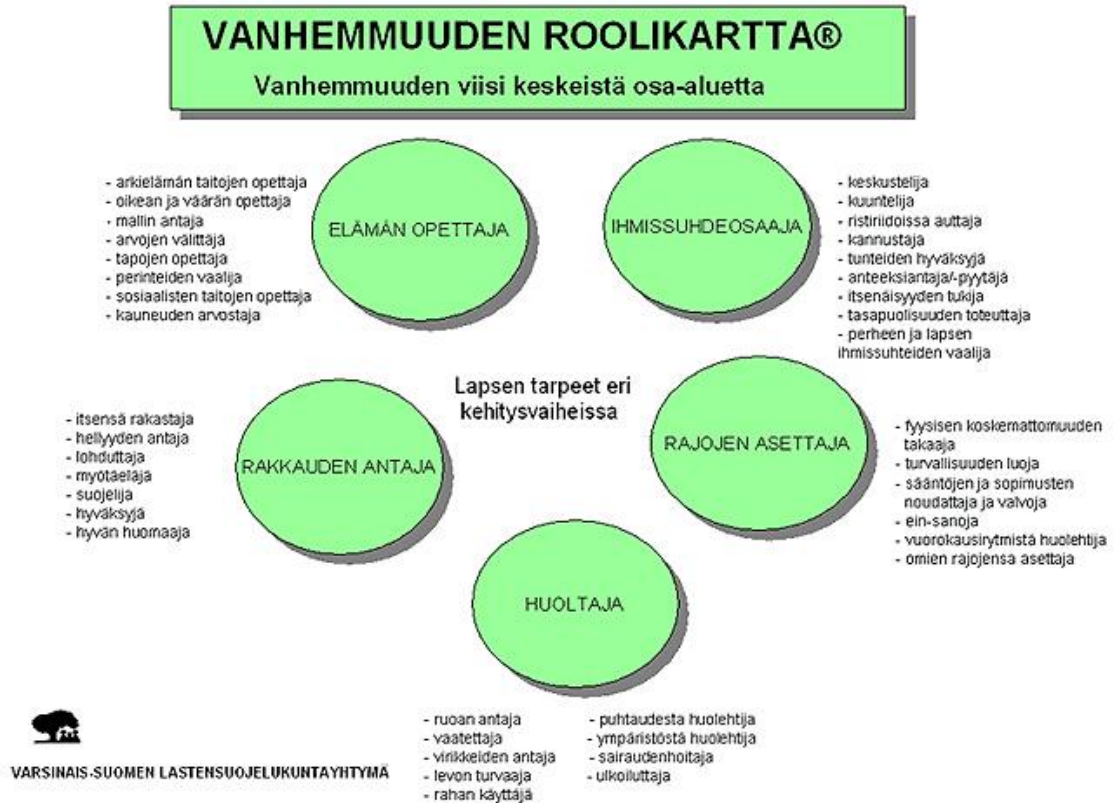 VANHEMMUUDEN ROOLIKARTTA®
Vanhemmuuden viisi keskeistä osa-aluetta
- arkielämän taitojen opettaja
- oikean ja väärän opettaja
- mallin antaja
- arvojen välittäjä
- tapojen opettaja
- perinteiden vaalija
- sosiaalisten taitojen opettaja
- kauneuden arvostaja
ELÄMÄN OPETTAJA
IHMISSUHDEOSAAJA
- keskustelija
- kuuntelija
- ristiriidoissa auttaja
- kannustaja
- tunteiden hyväksyjä
- anteeksiantaja/-pyytäjä
- itsenäisyyden tukija
- tasapuolisuuden toteuttaja
- perheen ja lapsen
ihmissuhteiden vaalija
Lapsen tarpeet eri
kehitysvaiheissa
- itsensä rakastaja
- hellyyden antaja
- lohduttaja
- myötäeläjä
- suojelija
- hyväksyjä
- hyvän huomaaja
RAKKAUDEN ANTAJA
RAJOJEN ASETTAJA
- fyysisen koskemattomuuden
takaaja
- turvallisuuden luoja
- sääntöjen ja sopimusten
noudattaja ja valvoja
- ein-sanoja
- vuorokausirytmistä huolehtija
- omien rajojensa asettaja
HUOLTAJA
- ruoan antaja
- vaatettaja
- virikkeiden antaja
- levon turvaaja
- rahan käyttäjä
- puhtaudesta huolehtija
- ympäristöstä huolehtija
- sairaudenhoitaja
- ulkoiluttaja
VARSINAIS-SUOMEN LASTENSUOJELUKUNTAYHTYMÄ